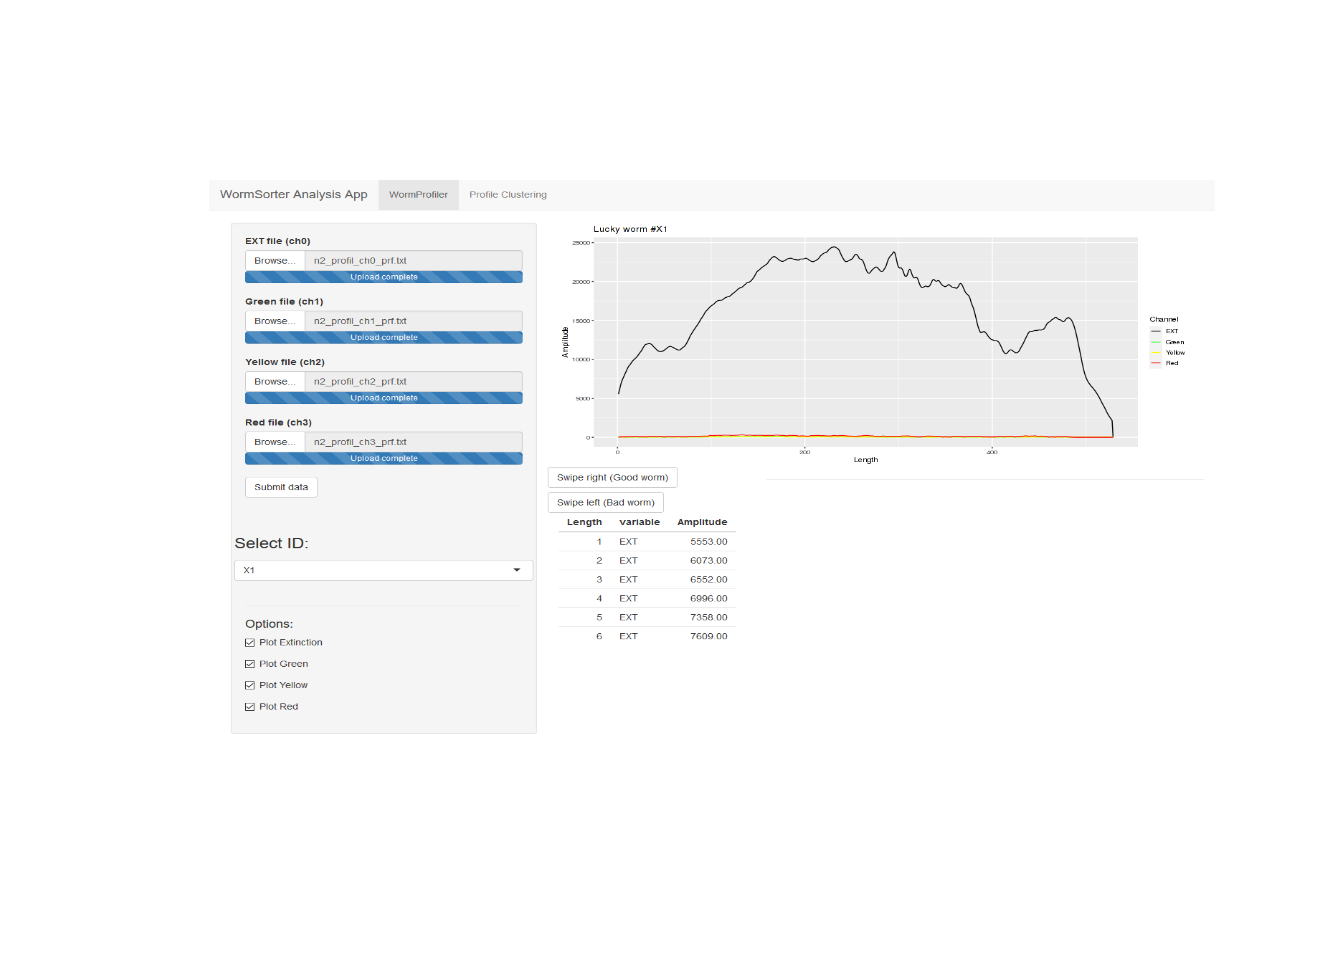 WormSorter Analysis App WormProfiler Profile Clustering
EXT file (ch0)
Browse... n2_profil_ch0_prf.txt
Upload complete
Green file (ch1)
Browse... n2_profil_ch1_prf.txt
Upload complete
Yellow file (ch2)
Browse... n2_profil_ch2_prf.txt
Upload complete
Red file (ch3)
Browse... n2_profil_ch3_prf.txt
Upload complete
Submit data
Select ID:
X1
Options:
Plot Extinction
Plot Green
Plot Yellow
Plot Red
Lucky worm #X1
25000
20000
15000
10000
5000
0
Amplitude
0 200 400
Length
Channel
EXT
Green
Yellow
Red
Swipe right (Good worm)
Swipe left (Bad worm)
Length variable Amplitude
1 EXT 5553.00
2 EXT 6073.00
3 EXT 6552.00
4 EXT 6996.00
5 EXT 7358.00
6 EXT 7609.00